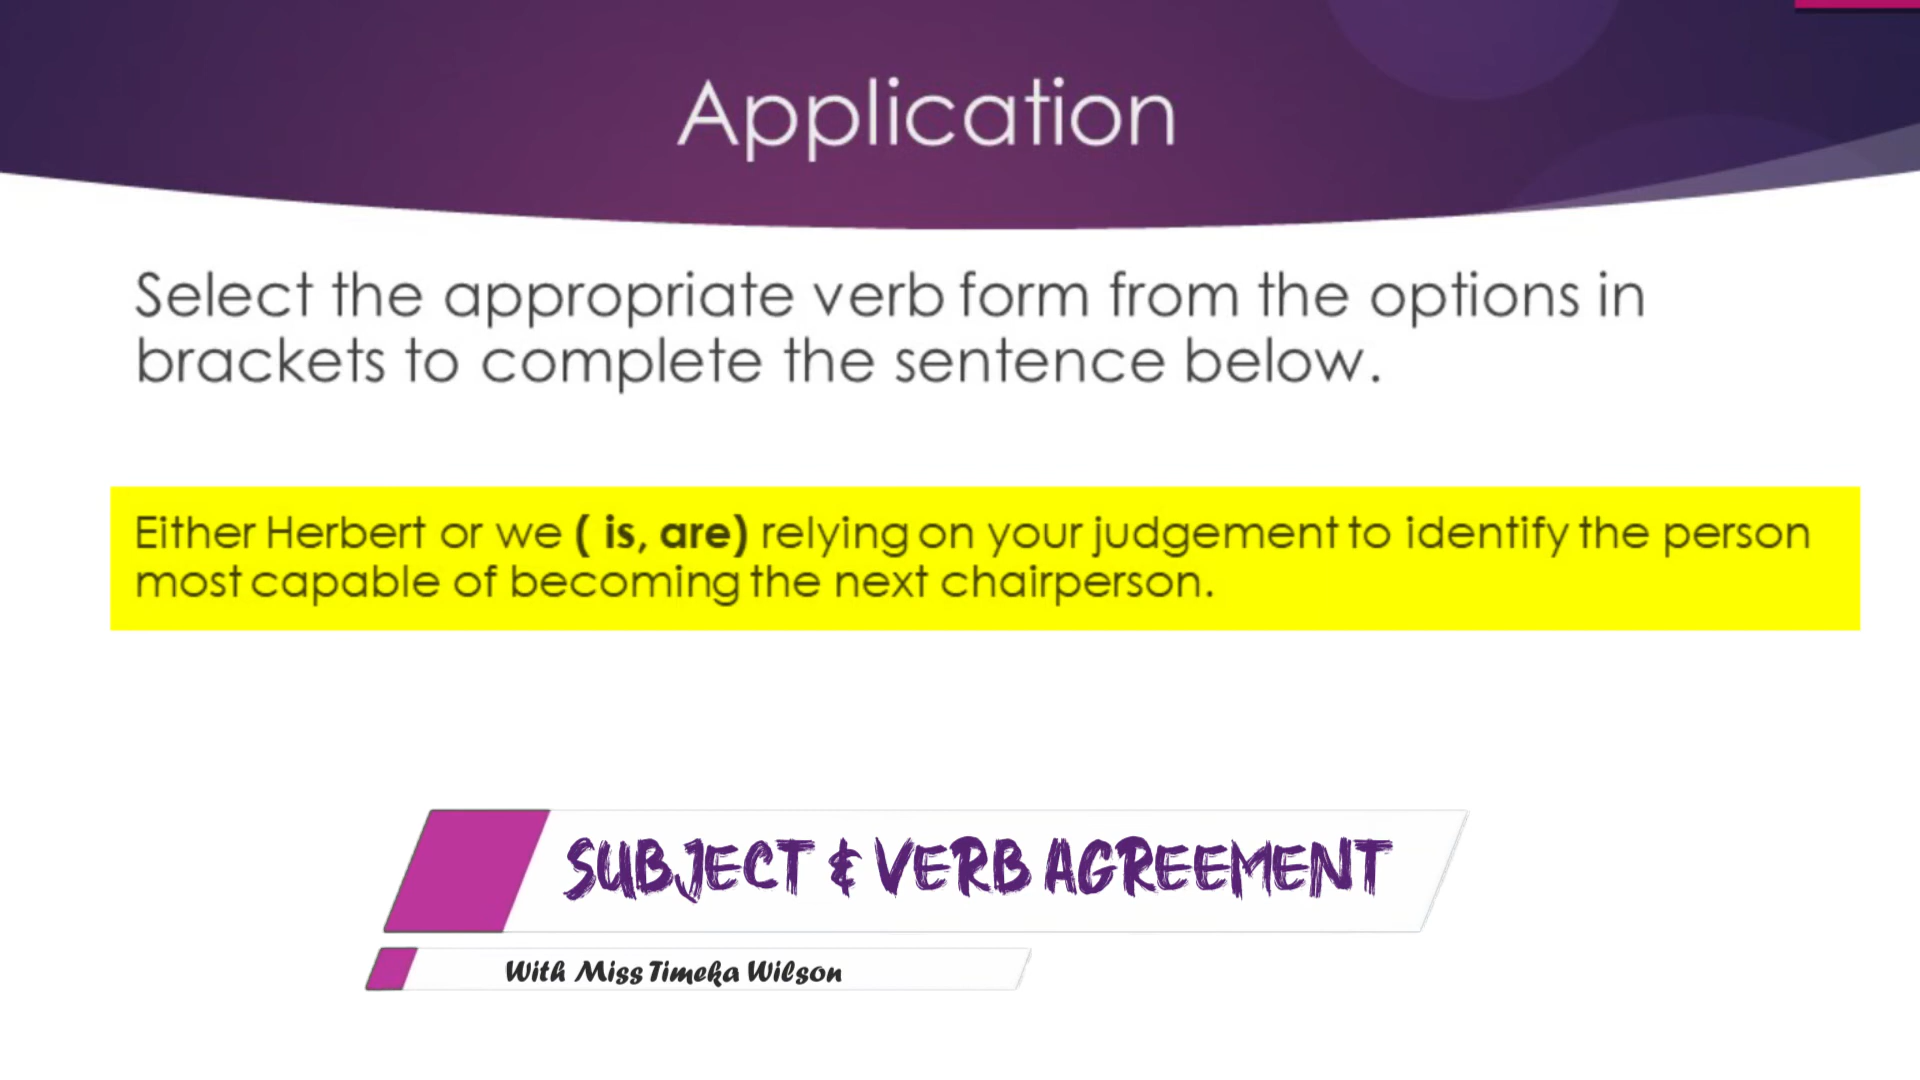 Application
Select the appropriate verb form from the options in
brackets to complete the sentence below.
Either Herbert or we ( is, are) relying on your judgement to identify the person
most capable of becoming the next chairperson.
SUBJECT & VERB AGREEMENT
With Miss Timeka Wilson